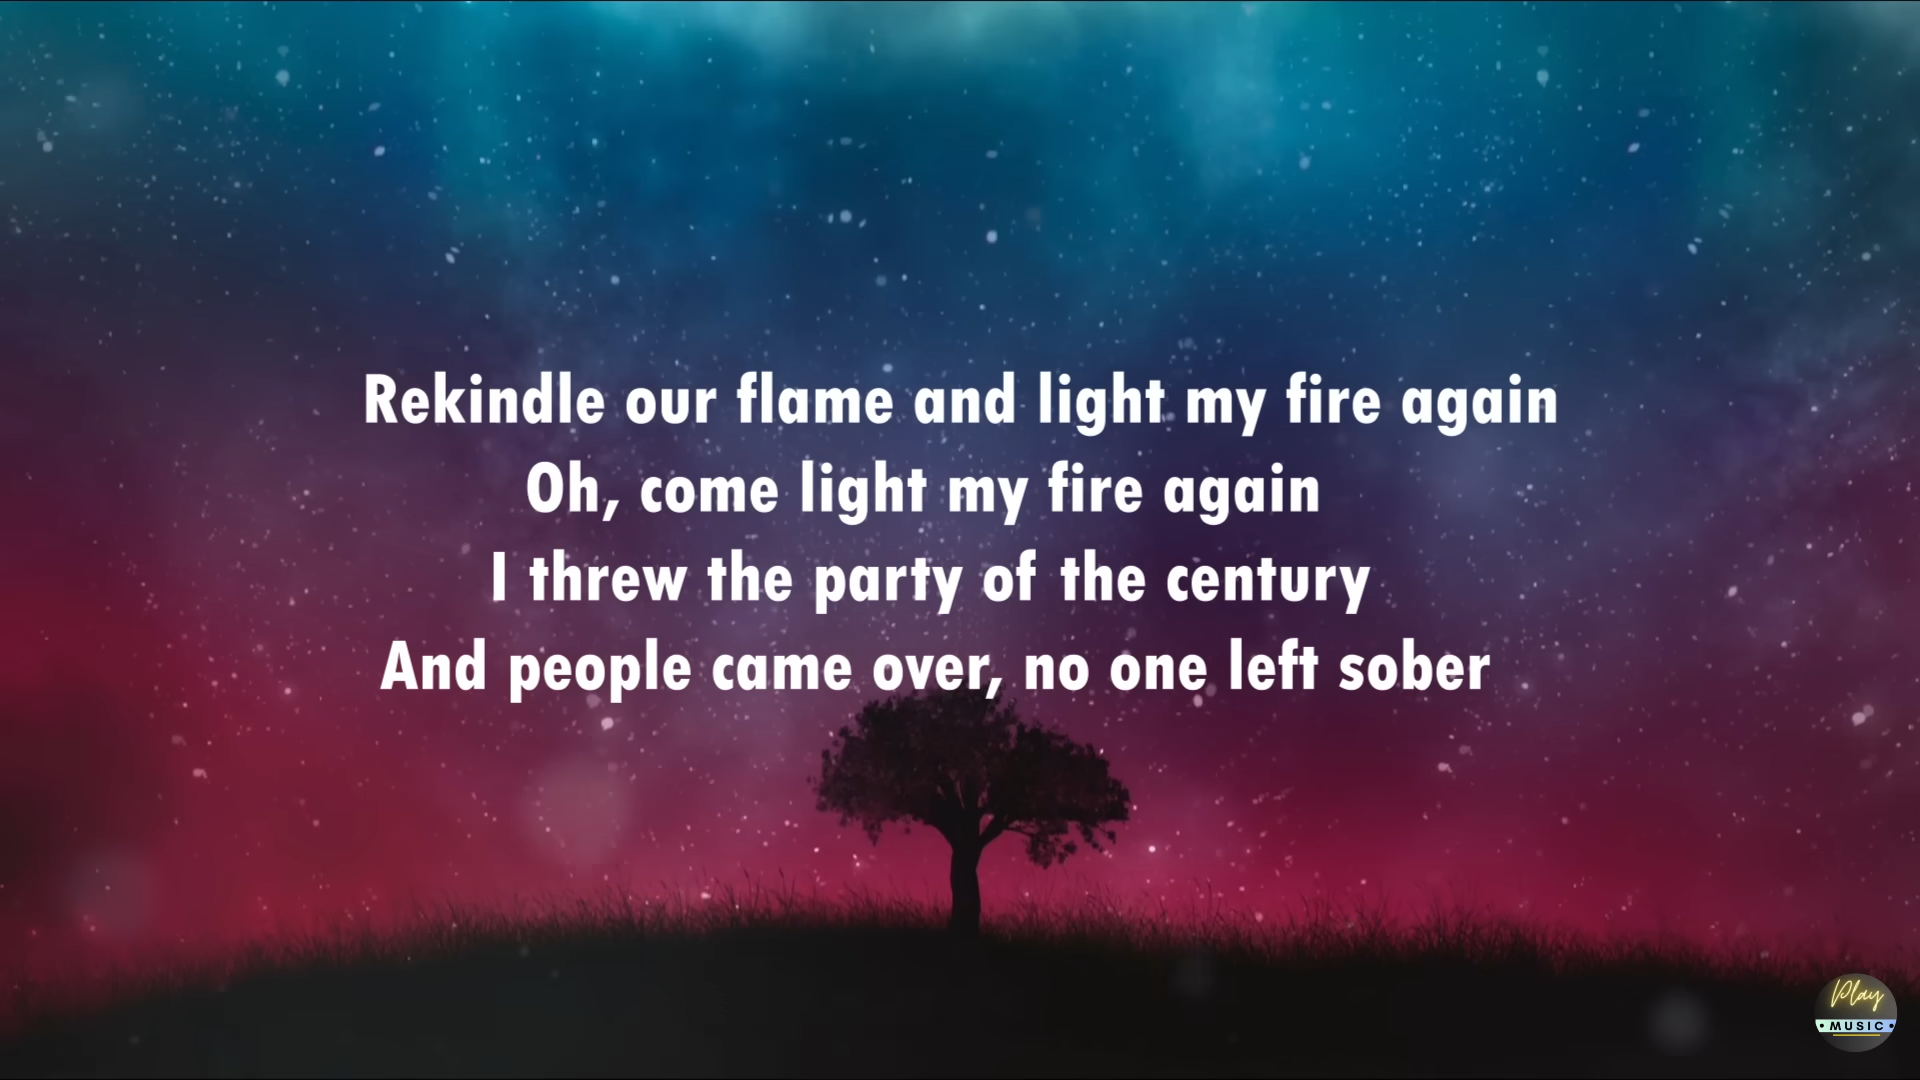 Rekindle our flame and light my fire again
Oh, come light my fire again
I threw the party of the century
And people came over, no one left sober
Play
• MUSIC •